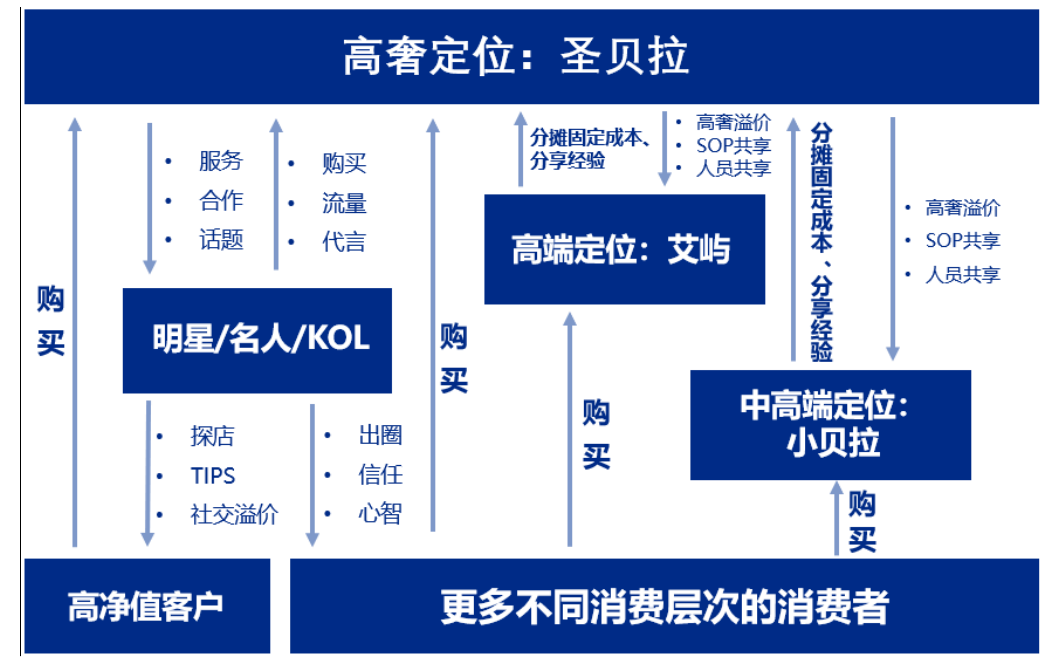 高奢定位：圣贝拉
• 服务
• 合作
• 话题
• 购买
• 流量
• 代言
分摊固定成本、
分享经验
• 高奢溢价
• SOP共享
• 人员共享
分摊固定成本、分享经验
• 高奢溢价
• SOP共享
• 人员共享
高端定位：艾屿
购买
明星/名人/KOL
购买
中高端定位：
小贝拉
• 探店
• TIPS
• 社交溢价
• 出圈
• 信任
• 心智
购买
购买
高净值客户
更多不同消费层次的消费者